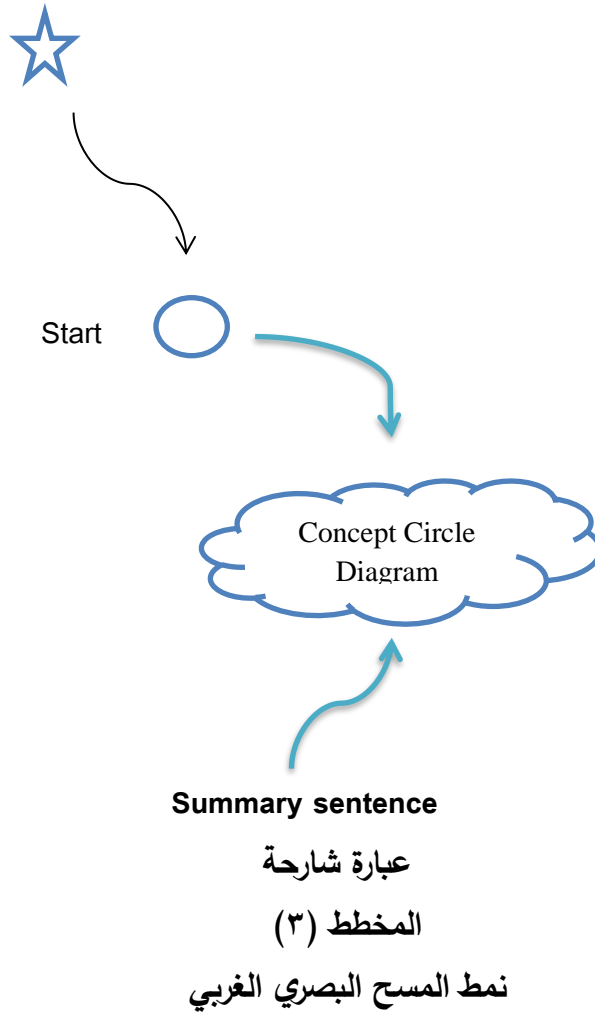 Start
Concept Circle
Diagram
Summary sentence
عبارة شارحة
المخطط (٣)
نمط المسح البصري الغربي